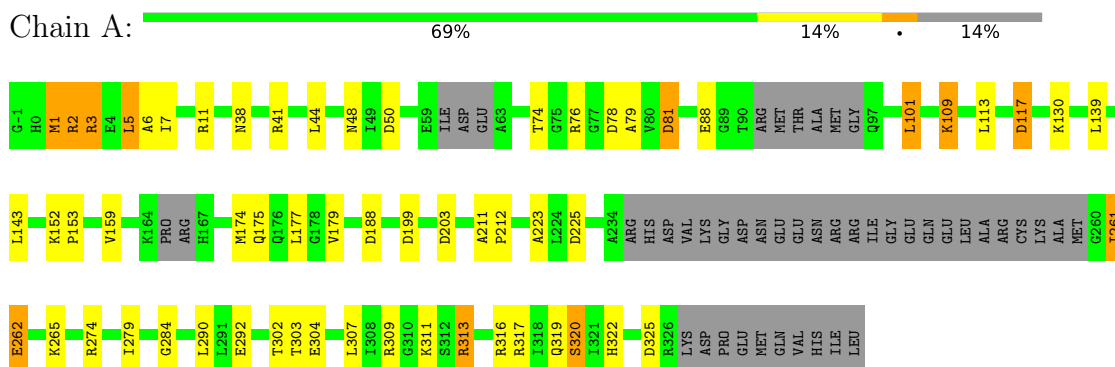 Chain A:
69% 14% • 14%
G-1 H0 M1 R2 R3 E4 L5 A6 I7 R11 N38 R41 L44 N48 I49 D50 E59 ILE ASP GLU A63 T74 G75 R76 G77 D78 A79 V80 D81 E88 G89 T90 ARG MET THR ALA MET GLY Q97 L101 K109 L113 D117 K130 L139
L143 K152 P153 V159 K164 PRO ARG H167 M174 Q175 Q176 L177 G178 V179 D188 D199 D203 A211 P212 A223 L224 D225 A234 ARG HIS ASP VAL LYS GLY ASP ASN GLU GLU ASN ARG ARG ILE GLY GLU GLN GLU LEU ALA ARG CYS LYS ALA MET G260 I261
E262 K265 R274 I279 G284 L290 L291 E292 T302 T303 E304 L307 I308 R309 G310 K311 S312 R313 R316 R317 I318 Q319 S320 I321 H322 D325 R326 LYS ASP PRO GLU MET GLN VAL HIS ILE LEU